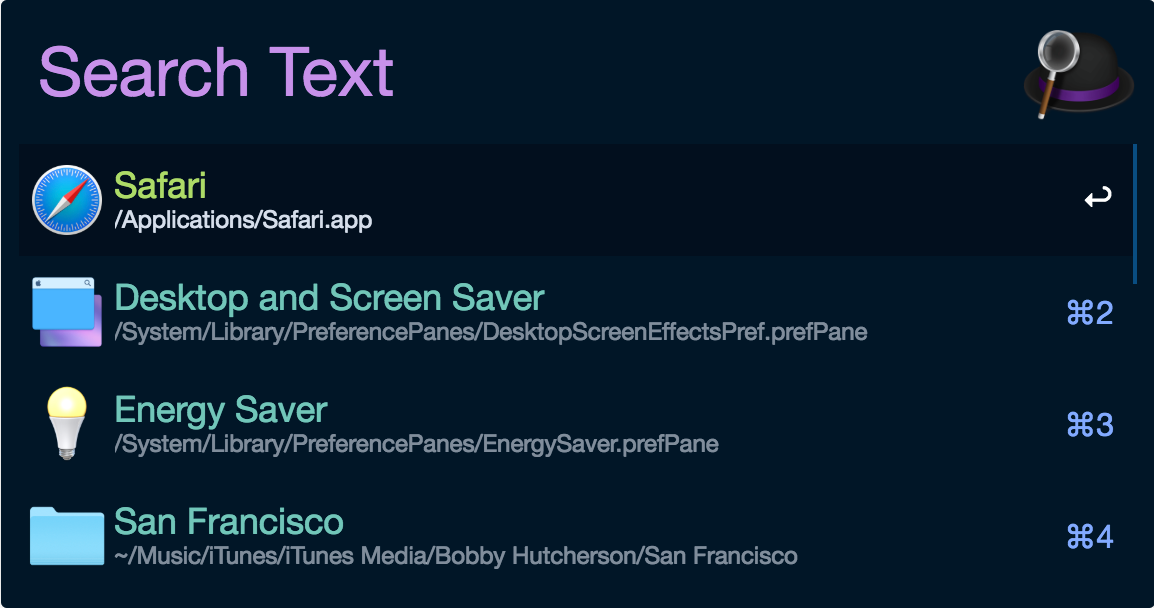 Search Text
Safari
/Applications/Safari.app
↩
Desktop and Screen Saver
/System/Library/PreferencePanes/DesktopScreenEffectsPref.prefPane
⌘2
Energy Saver
/System/Library/PreferencePanes/EnergySaver.prefPane
⌘3
San Francisco
~/Music/iTunes/iTunes Media/Bobby Hutcherson/San Francisco
⌘4